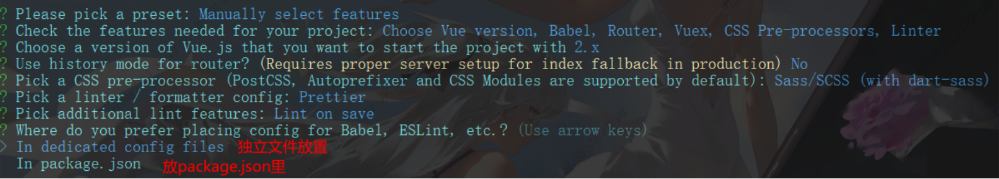 ? Please pick a preset: Manually select features
? Check the features needed for your project: Choose Vue version, Babel, Router, Vuex, CSS Pre-processors, Linter
? Choose a version of Vue.js that you want to start the project with 2.x
? Use history mode for router? (Requires proper server setup for index fallback in production) No
? Pick a CSS pre-processor (PostCSS, Autoprefixer and CSS Modules are supported by default): Sass/SCSS (with dart-sass)
? Pick a linter / formatter config: Prettier
? Pick additional lint features: Lint on save
? Where do you prefer placing config for Babel, ESLint, etc.? (Use arrow keys)
> In dedicated config files 独立文件放置
In package.json 放package.json里